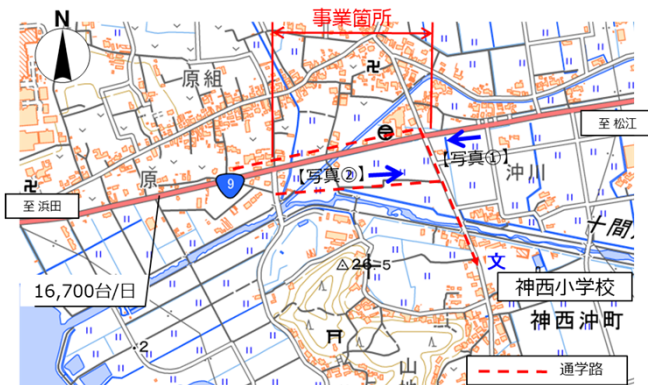 N
事業箇所
原組
至 松江
【写真①】
沖川
原
9
【写真②】
至 浜田
十間
文
26.5
神西小学校
16,700台/日
神西沖町
2
山
通学路